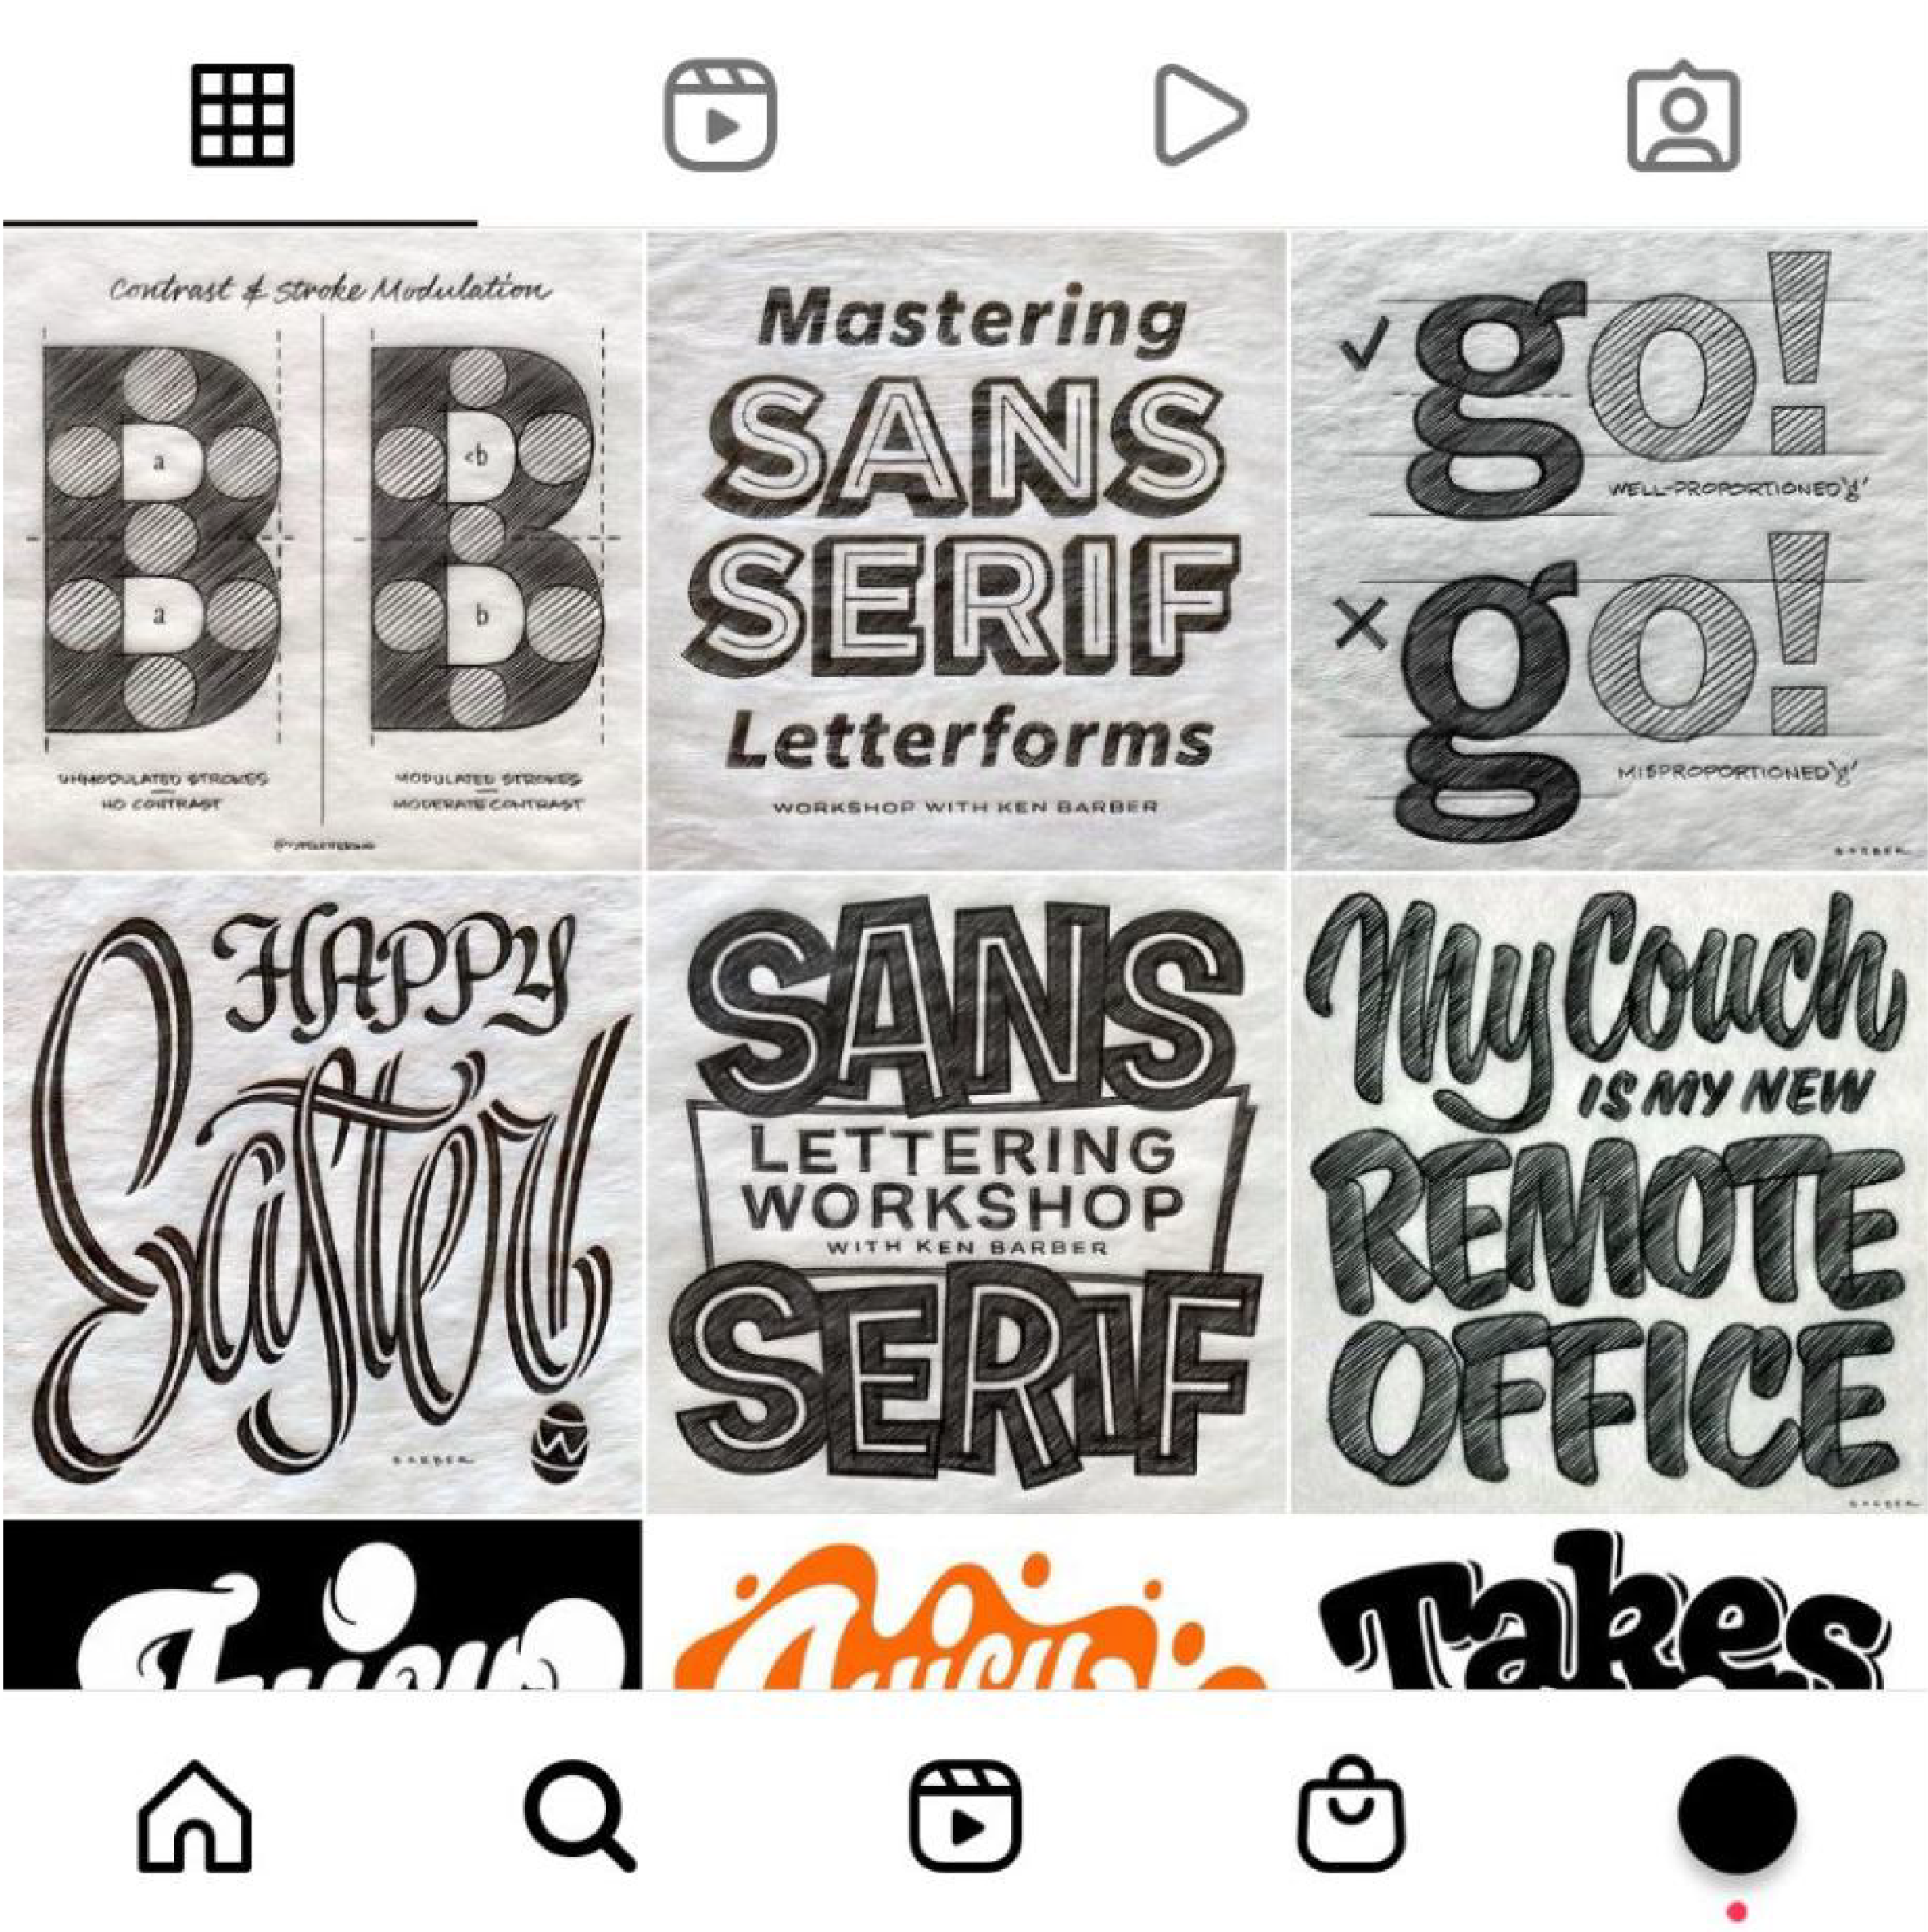 Contrast & Stroke Modulation
a
<b
a
b
UNMODULATED STROKES
NO CONTRAST
MODULATED STROKES
MODERATE CONTRAST
Mastering
SANS
SERIF
Letterforms
WORKSHOP WITH KEN BARBER
go!
WELL-PROPORTIONED 'g'
go!
MISPROPORTIONED 'g'
BARBER
HAPPY
Easter!
BARBER
SANS
LETTERING
WORKSHOP
WITH KEN BARBER
SERIF
My Couch
IS MY NEW
REMOTE
OFFICE
BARBER
Juicy
Takes